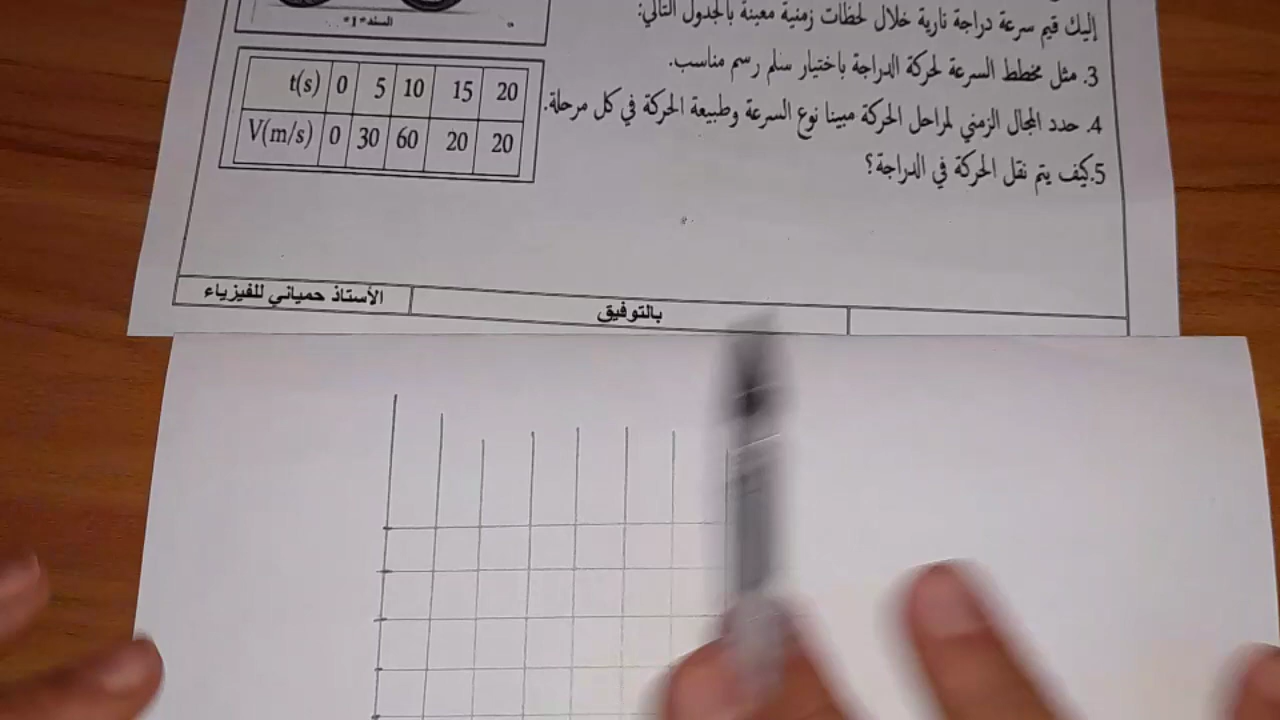 السند "1"
إليك قيم سرعة دراجة نارية خلال لحظات زمنية معينة بالجدول التالي:
3. مثل مخطط السرعة لحركة الدراجة باختيار سلم رسم مناسب.
4. حدد المجال الزمني لمراحل الحركة مبينا نوع السرعة وطبيعة الحركة في كل مرحلة.
5.كيف يتم نقل الحركة في الدراجة؟
t(s) 0 5 10 15 20
V(m/s) 0 30 60 20 20
بالتوفيق
الأستاذ حمياني للفيزياء